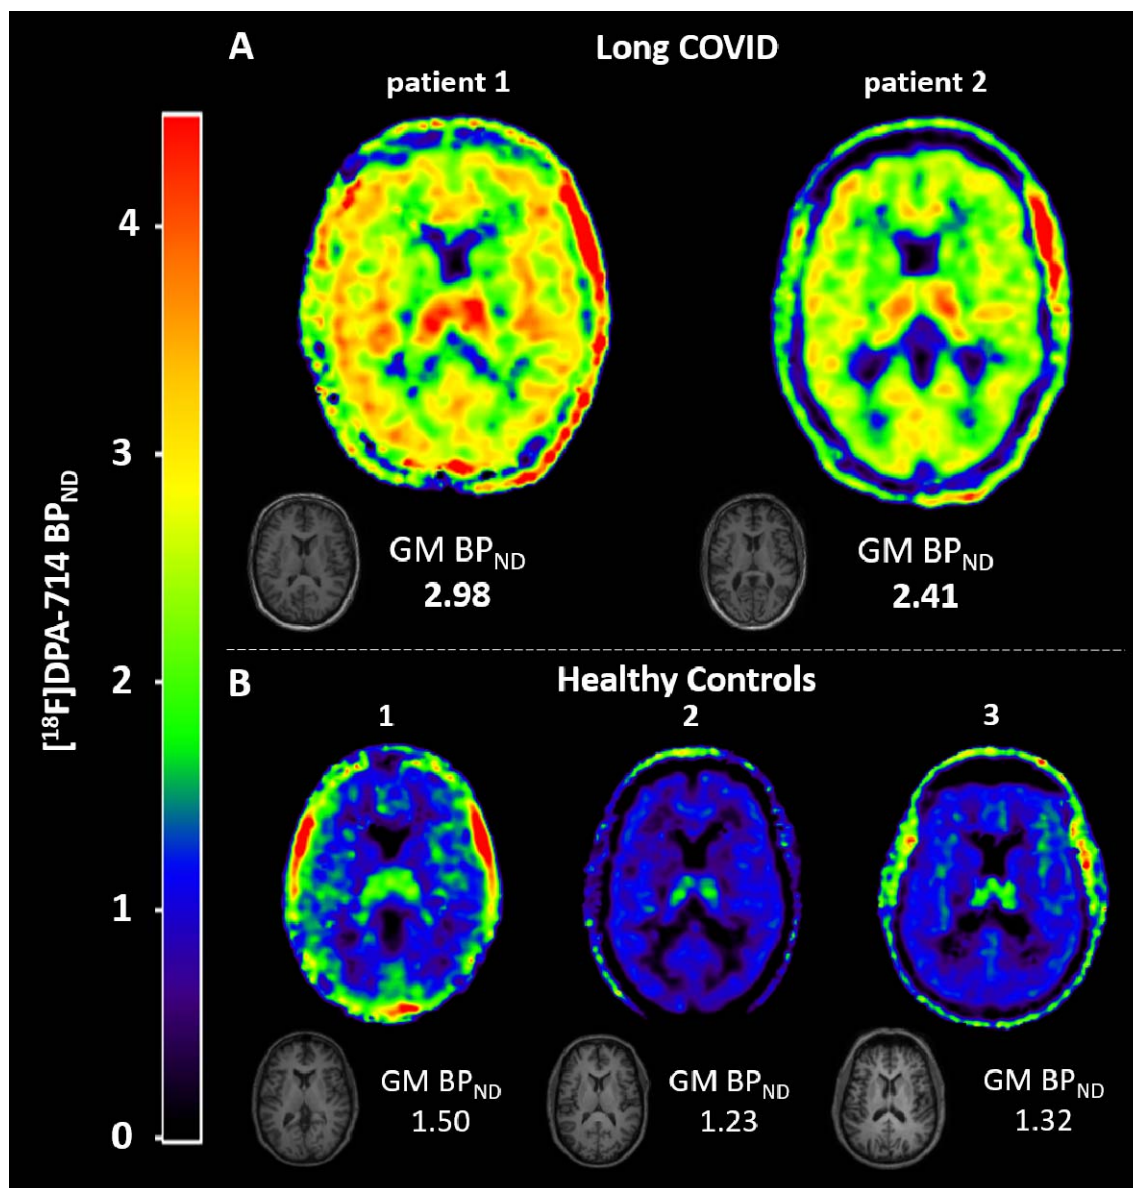 A
Long COVID
patient 1
patient 2
4
3
2
1
0
[18F]DPA-714 BPND
GM BPND
2.98
GM BPND
2.41
B
Healthy Controls
1
2
3
GM BPND
1.50
GM BPND
1.23
GM BPND
1.32